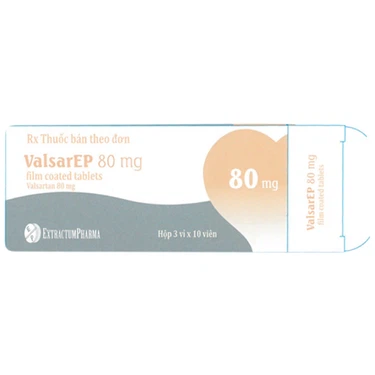 Rx Thuốc bán theo đơn
ValsarEP 80 mg
film coated tablets
Valsartan 80 mg
80 mg
EXTRACTUMPHARMA
Hộp 3 vỉ x 10 viên
ValsarEP 80 mg
film coated tablets